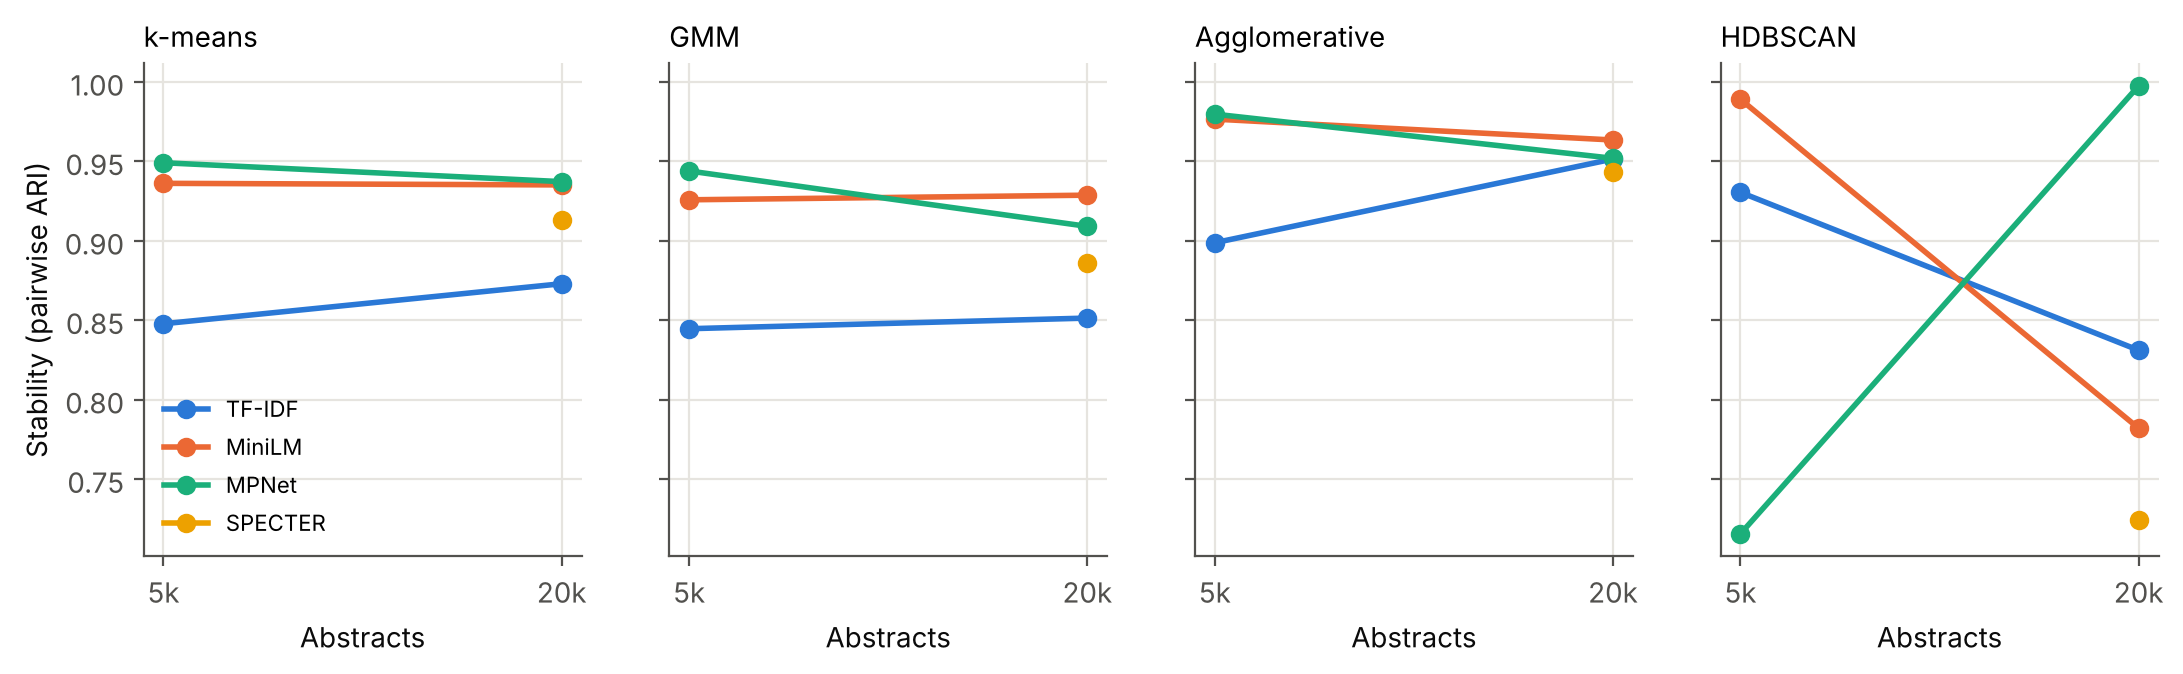 k-means
GMM
Agglomerative
HDBSCAN
Stability (pairwise ARI)
1.00
0.95
0.90
0.85
0.80
0.75
TF-IDF
MiniLM
MPNet
SPECTER
5k
20k
5k
20k
5k
20k
5k
20k
Abstracts
Abstracts
Abstracts
Abstracts